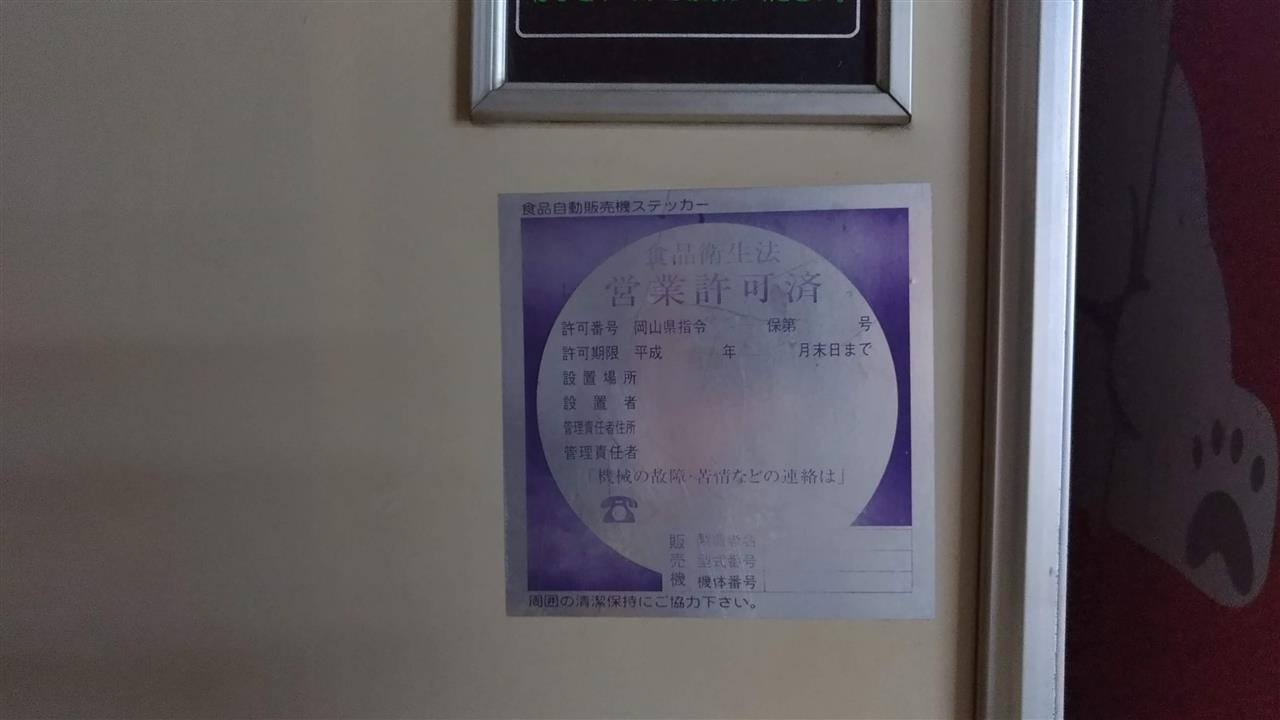 食品自動販売機ステッカー
食品衛生法
営業許可済
許可番号 岡山県指令 保第 号
許可期限 平成 年 月末日まで
設置場所
設置者
管理責任者住所
管理責任者
「機械の故障・苦情などの連絡は」
☎
販売機
製造者名
型式番号
機体番号
周囲の清潔保持にご協力下さい。